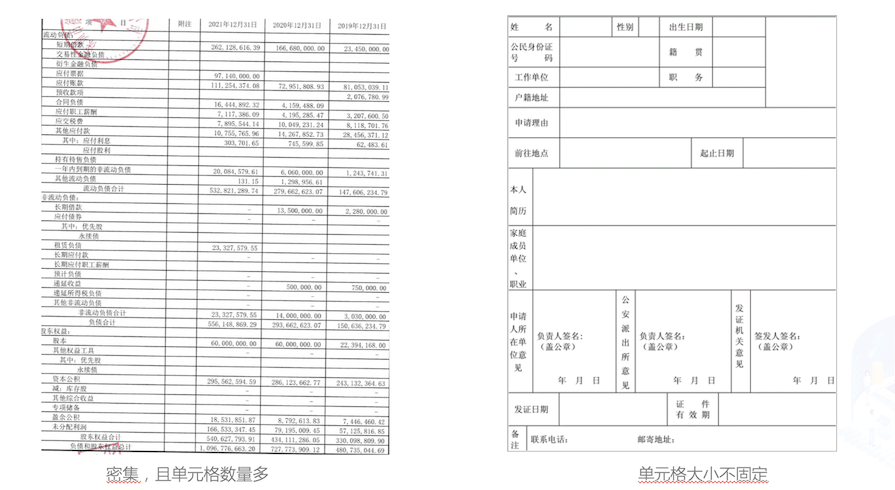 项 目 附注 2021年12月31日 2020年12月31日 2019年12月31日
流动负债：
短期借款 262,128,616.39 166,680,000.00 23,450,000.00
交易性金融负债
衍生金融负债
应付票据 97,140,000.00
应付账款 111,254,374.08 72,951,808.93 81,053,039.11
预收款项 2,076,780.99
合同负债 16,444,892.32 4,159,488.09
应付职工薪酬 7,117,386.09 4,195,285.47 3,207,600.50
应交税费 7,895,544.14 10,049,231.24 8,118,701.76
其他应付款 10,755,765.96 14,267,852.73 28,456,371.12
其中：应付利息 303,701.65 745,599.85 62,483.61
应付股利
持有待售负债
一年内到期的非流动负债 20,084,579.61 6,060,000.00 1,243,741.31
其他流动负债 131.15 1,298,956.61
流动负债合计 532,821,289.74 279,662,623.07 147,606,234.79
非流动负债：
长期借款 - 13,500,000.00 2,280,000.00
应付债券 - - -
其中：优先股
永续债
租赁负债 23,327,579.55
长期应付款 - - -
长期应付职工薪酬
预计负债 - - -
递延收益 - 500,000.00 750,000.00
递延所得税负债 - - -
其他非流动负债 - - -
非流动负债合计 23,327,579.55 14,000,000.00 3,030,000.00
负债合计 556,148,869.29 293,662,623.07 150,636,234.79
股东权益：
股本 60,000,000.00 60,000,000.00 22,394,168.00
其他权益工具 - - -
其中：优先股
永续债
资本公积 295,562,594.59 286,123,662.77 243,132,364.63
减：库存股 - - -
其他综合收益 - - -
专项储备 - - -
盈余公积 18,531,851.87 8,792,613.83 7,446,460.42
未分配利润 166,533,347.45 79,195,009.45 57,125,816.85
股东权益合计 540,627,793.91 434,111,286.05 330,098,809.90
负债和股东权益合计 1,096,776,663.20 727,773,909.12 480,735,044.69
密集，且单元格数量多
姓 名 性别 出生日期
公民身份证
号 码
籍 贯
工作单位 职 务
户籍地址
申请理由
前往地点 起止日期
本人
简历
家庭
成员
单位
、
职业
申请
人所
在单
位意
见
负责人签名:
（盖公章）
年 月 日
公
安
派
出
所
意
见
负责人签名:
（盖公章）
年 月 日
发
证
机
关
意
见
签发人签名:
（盖公章）
年 月 日
发证日期
证 件
有 效 期
备
注
联系电话: 邮寄地址:
单元格大小不固定